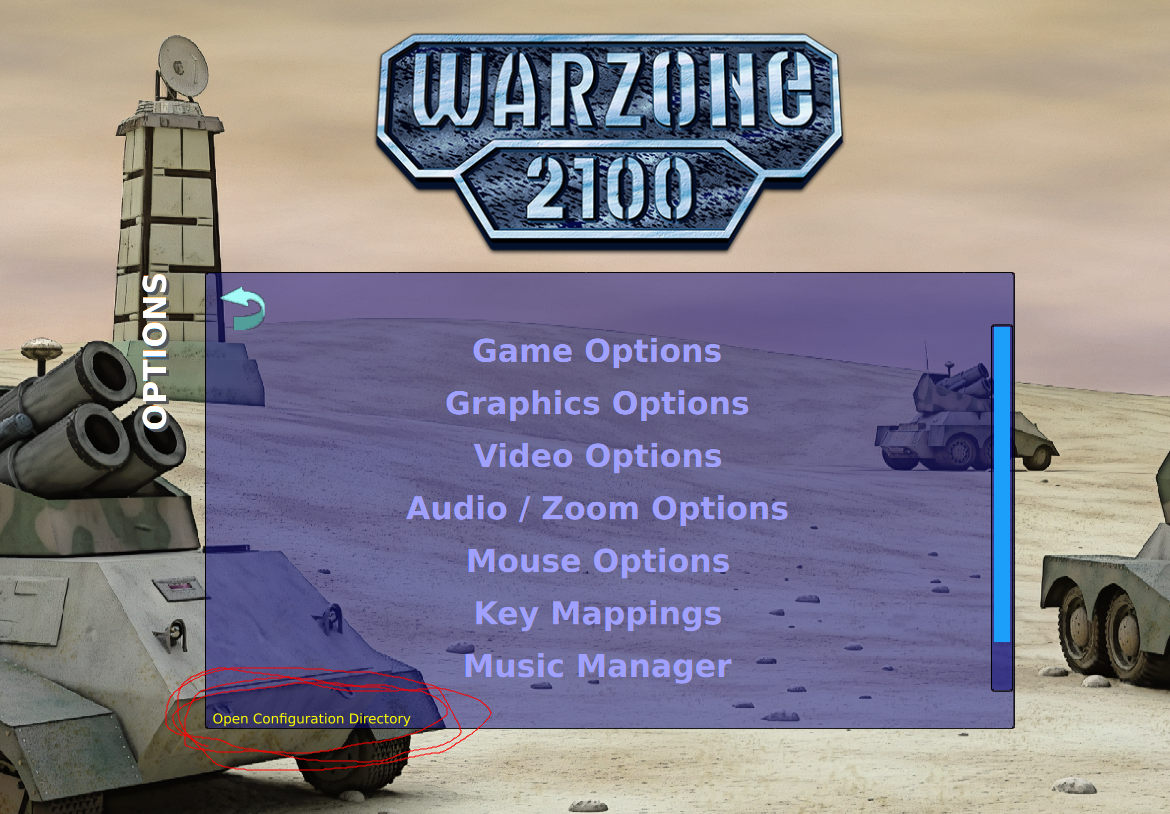 WARZONE
2100
OPTIONS
Game Options
Graphics Options
Video Options
Audio / Zoom Options
Mouse Options
Key Mappings
Music Manager
Open Configuration Directory